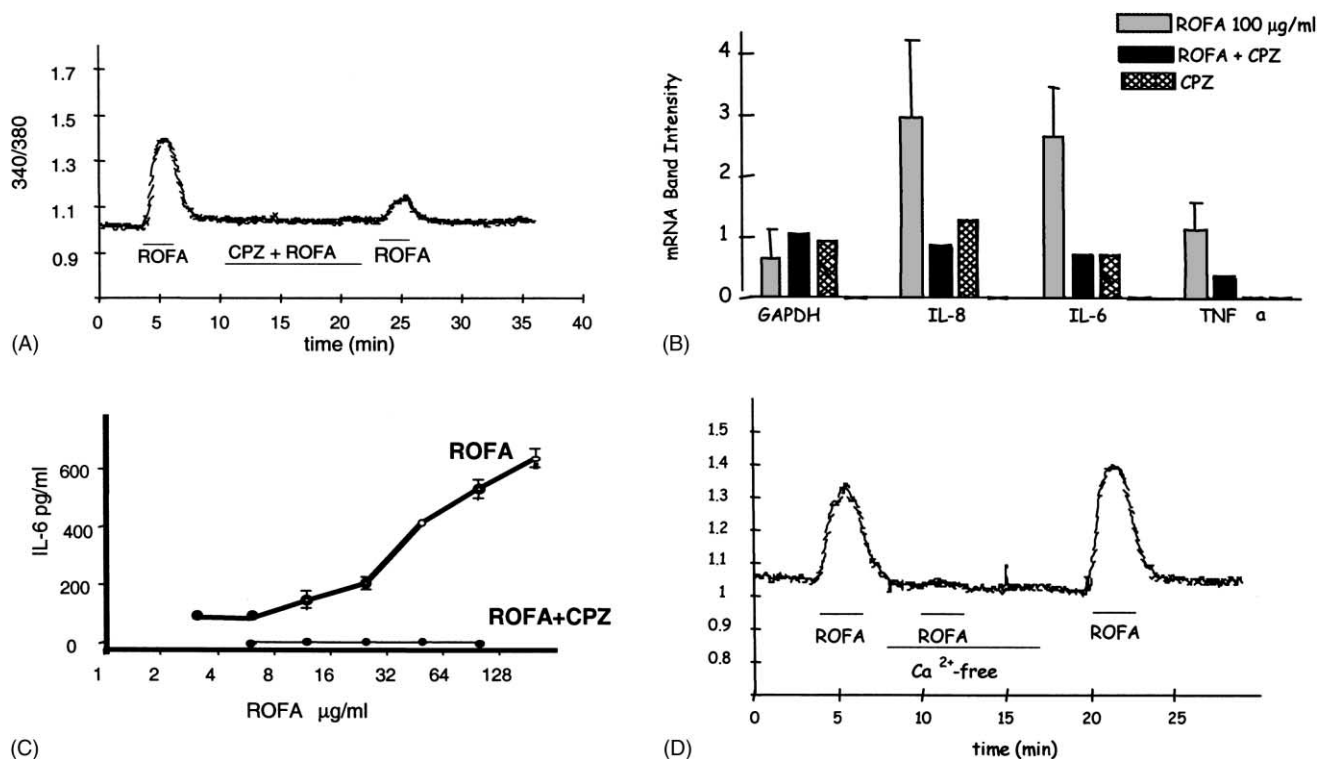 1.7
1.5
1.3
1.1
0.9
340/380
ROFA
CPZ + ROFA
ROFA
0 5 10 15 20 25 30 35 40
time (min)
(A)
ROFA 100 µg/ml
ROFA + CPZ
CPZ
4
3
2
1
0
mRNA Band Intensity
GAPDH IL-8 IL-6 TNF a
(B)
600
400
200
0
IL-6 pg/ml
ROFA
ROFA+CPZ
1 2 4 8 16 32 64 128
ROFA µg/ml
(C)
1.5
1.4
1.3
1.2
1.1
1
0.9
0.8
0.7
ROFA
ROFA
ROFA
Ca 2+-free
0 5 10 15 20 25
time (min)
(D)